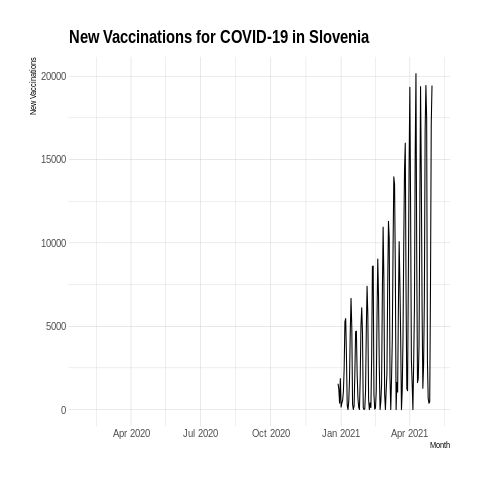 New Vaccinations for COVID-19 in Slovenia
New Vaccinations
20000
15000
10000
5000
0
Apr 2020 Jul 2020 Oct 2020 Jan 2021 Apr 2021
Month